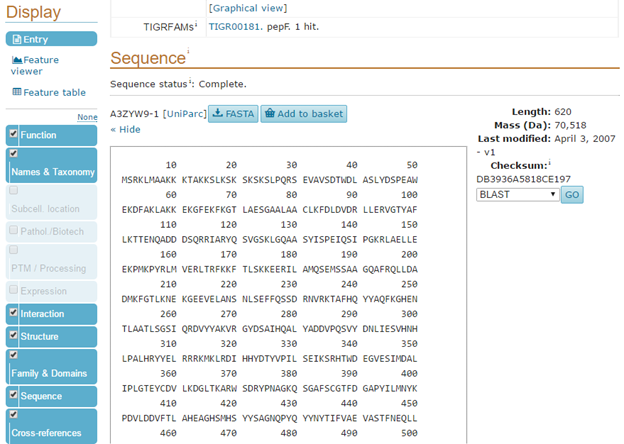 Display
Entry
Feature viewer
Feature table
None
Function
Names & Taxonomy
Subcell. location
Pathol./Biotech
PTM / Processing
Expression
Interaction
Structure
Family & Domains
Sequence
Cross-references
[Graphical view]
TIGRFAMsⁱ TIGR00181. pepF. 1 hit.
Sequenceⁱ
Sequence statusⁱ: Complete.
A3ZYW9-1 [UniParc] FASTA Add to basket
« Hide
10 20 30 40 50
MSRKLMAAKK KTAKKSLKSK SKSKSLPQRS EVAVSDTWDL ASLYDSPEAW
60 70 80 90 100
EKDFAKLAKK EKGFEKFKGT LAESGAALAA CLKFDLDVDR LLERVGTYAF
110 120 130 140 150
LKTTENQADD DSQRRIARYQ SVGSKLGQAA SYISPEIQSI PGKRLAELLE
160 170 180 190 200
EKPMKPYRLM VERLTRFKKF TLSKKEERIL AMQSEMSSAA GQAFRQLLDA
210 220 230 240 250
DMKFGTLKNE KGEEVELANS NLSEFFQSSD RNVRKTAFHQ YYAQFKGHEN
260 270 280 290 300
TLAATLSGSI QRDVYYAKVR GYDSAIHQAL YADDVPQSVY DNLIESVHNH
310 320 330 340 350
LPALHRYYEL RRRKMKLRDI HHYDTYVPIL SEIKSRHTWD EGVESIMDAL
360 370 380 390 400
IPLGTEYCDV LKDGLTKARW SDRYPNAGKQ SGAFSCGTFD GAPYILMNYK
410 420 430 440 450
PDVLDDVFTL AHEAGHSMHS YYSAGNQPYQ YYNYTIFVAE VASTFNEQLL
460 470 480 490 500
Length: 620
Mass (Da): 70,518
Last modified: April 3, 2007
- v1
Checksum:ⁱ
DB3936A5818CE197
BLAST GO